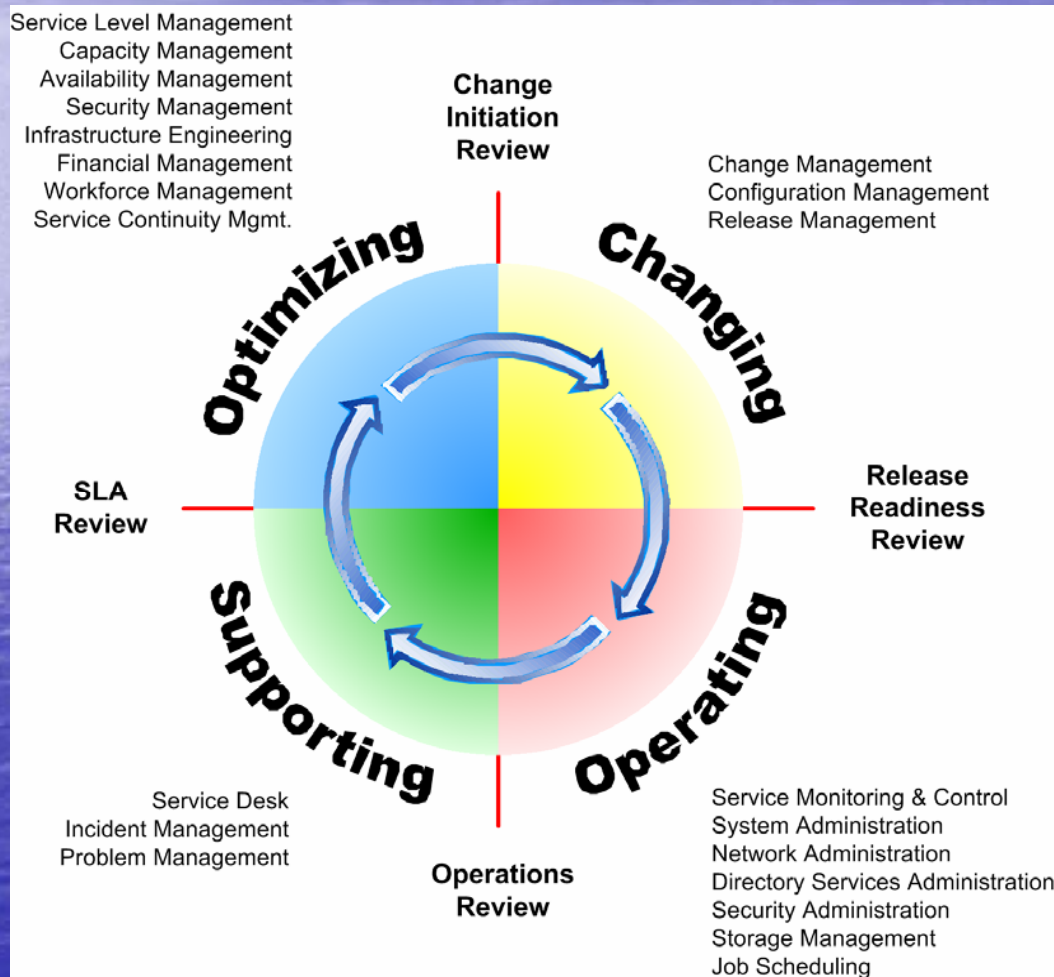 Service Level Management
Capacity Management
Availability Management
Security Management
Infrastructure Engineering
Financial Management
Workforce Management
Service Continuity Mgmt.
Change
Initiation
Review
Change Management
Configuration Management
Release Management
Optimizing
Changing
SLA
Review
Release
Readiness
Review
Supporting
Operating
Service Desk
Incident Management
Problem Management
Operations
Review
Service Monitoring & Control
System Administration
Network Administration
Directory Services Administration
Security Administration
Storage Management
Job Scheduling